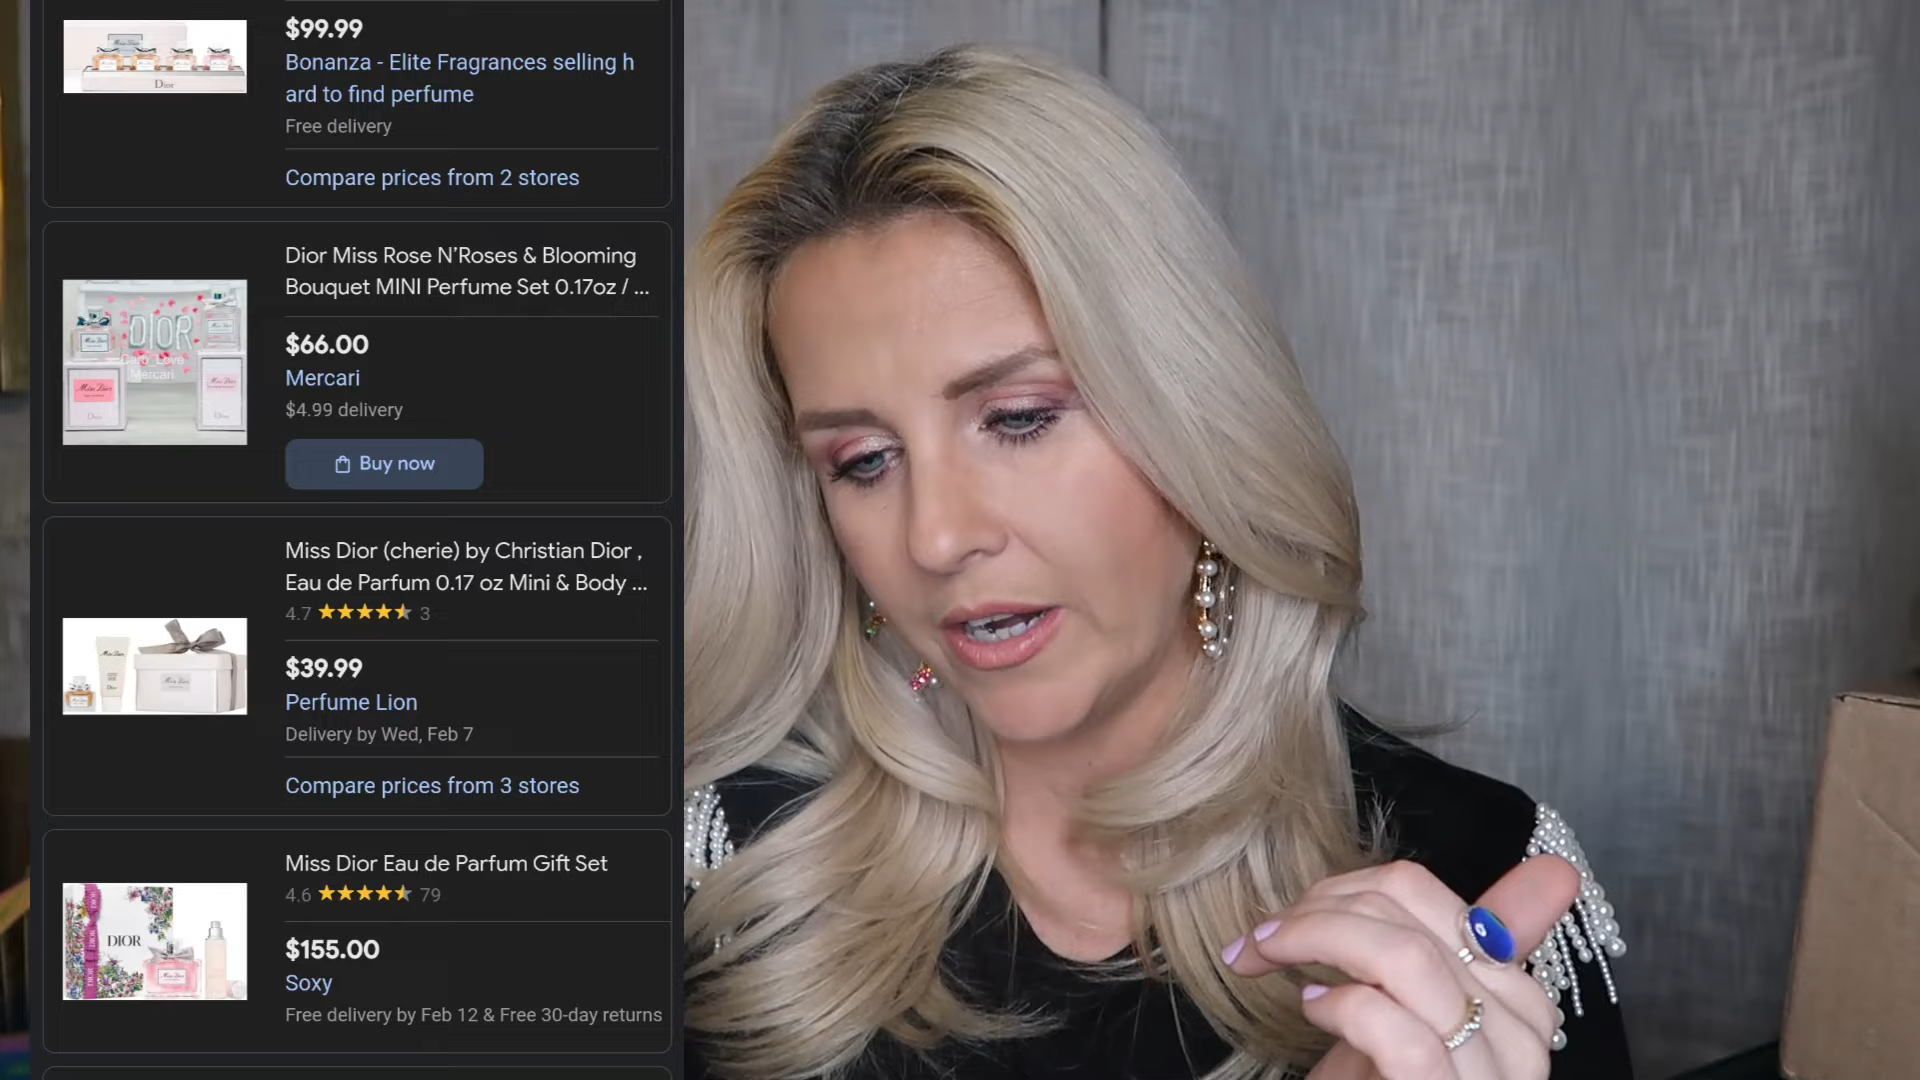 $99.99
Bonanza - Elite Fragrances selling h
ard to find perfume
Free delivery
Compare prices from 2 stores
Dior
Dior Miss Rose N’Roses & Blooming
Bouquet MINI Perfume Set 0.17oz / ...
$66.00
Mercari
$4.99 delivery
Buy now
DIOR
Mercari
Miss Dior (cherie) by Christian Dior ,
Eau de Parfum 0.17 oz Mini & Body ...
4.7 3
$39.99
Perfume Lion
Delivery by Wed, Feb 7
Compare prices from 3 stores
Miss Dior Eau de Parfum Gift Set
4.6 79
$155.00
Soxy
Free delivery by Feb 12 & Free 30-day returns
DIOR